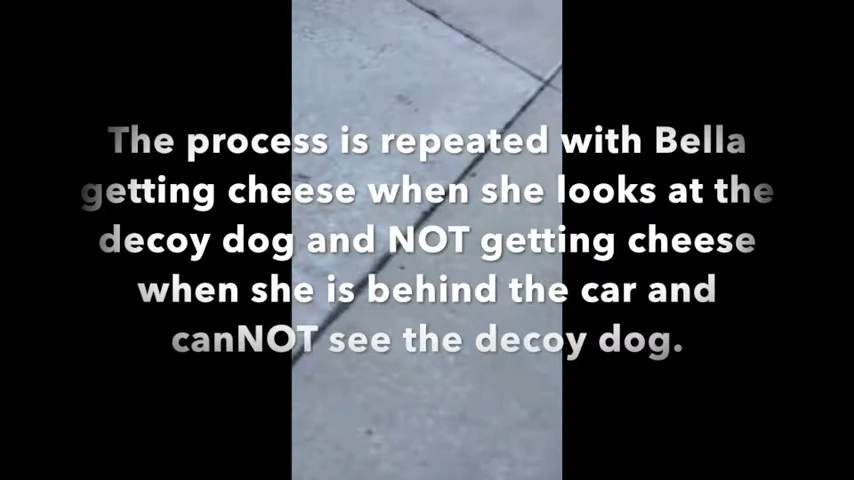 The process is repeated with Bella
getting cheese when she looks at the
decoy dog and NOT getting cheese
when she is behind the car and
canNOT see the decoy dog.